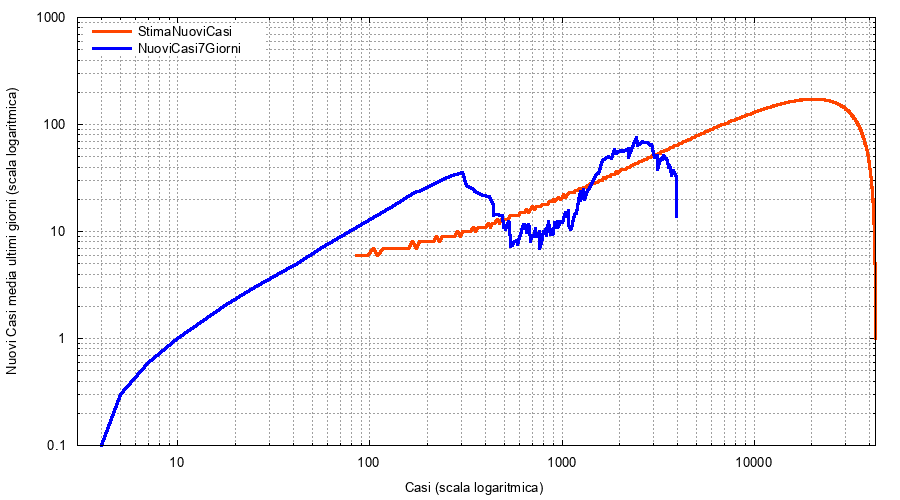 1000
100
10
1
0.1
Nuovi Casi media ultimi giorni (scala logaritmica)
StimaNuoviCasi
NuoviCasi7Giorni
10 100 1000 10000
Casi (scala logaritmica)